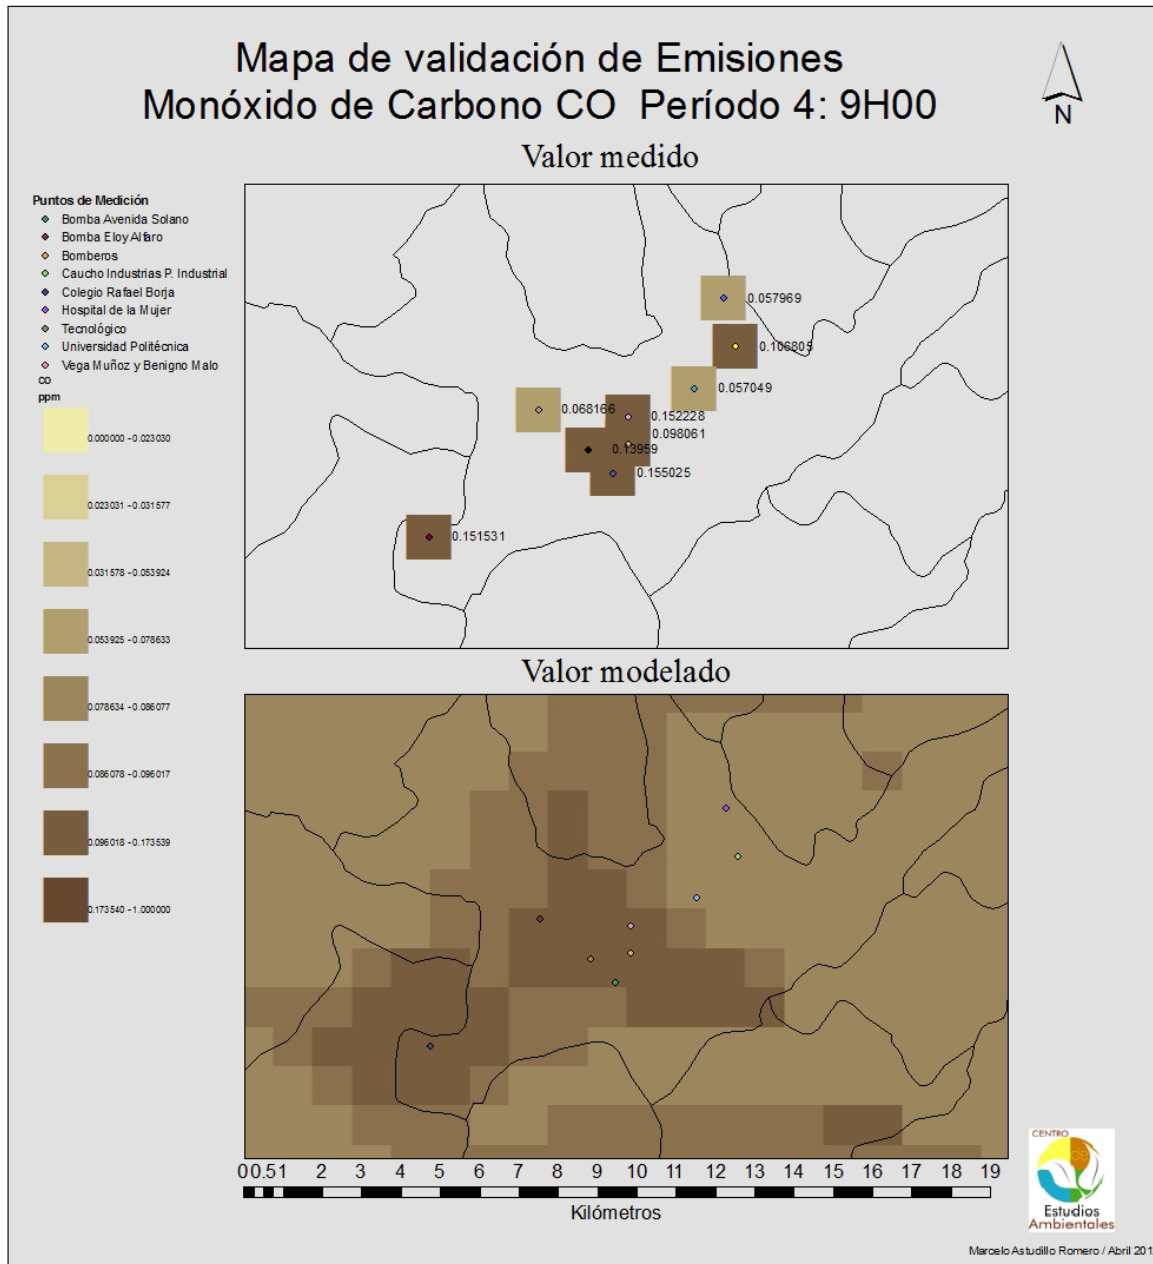 Mapa de validación de Emisiones
Monóxido de Carbono CO Período 4: 9H00
N
Valor medido
Puntos de Medición
Bomba Avenida Solano
Bomba Eloy Alfaro
Bomberos
Caucho Industrias P. Industrial
Colegio Rafael Borja
Hospital de la Mujer
Tecnológico
Universidad Politécnica
Vega Muñoz y Benigno Malo
CO
ppm
0.000000 - 0.023030
0.023031 - 0.031577
0.031578 - 0.053924
0.053925 - 0.078633
0.078634 - 0.086077
0.086078 - 0.096017
0.096018 - 0.173539
0.173540 - 1.000000
0.057969
0.106805
0.057049
0.068166
0.152228
0.098061
0.13959
0.155025
0.151531
Valor modelado
0 0.5 1 2 3 4 5 6 7 8 9 10 11 12 13 14 15 16 17 18 19
Kilómetros
CENTRO
Estudios
Ambientales
Marcelo Astudillo Romero / Abril 201